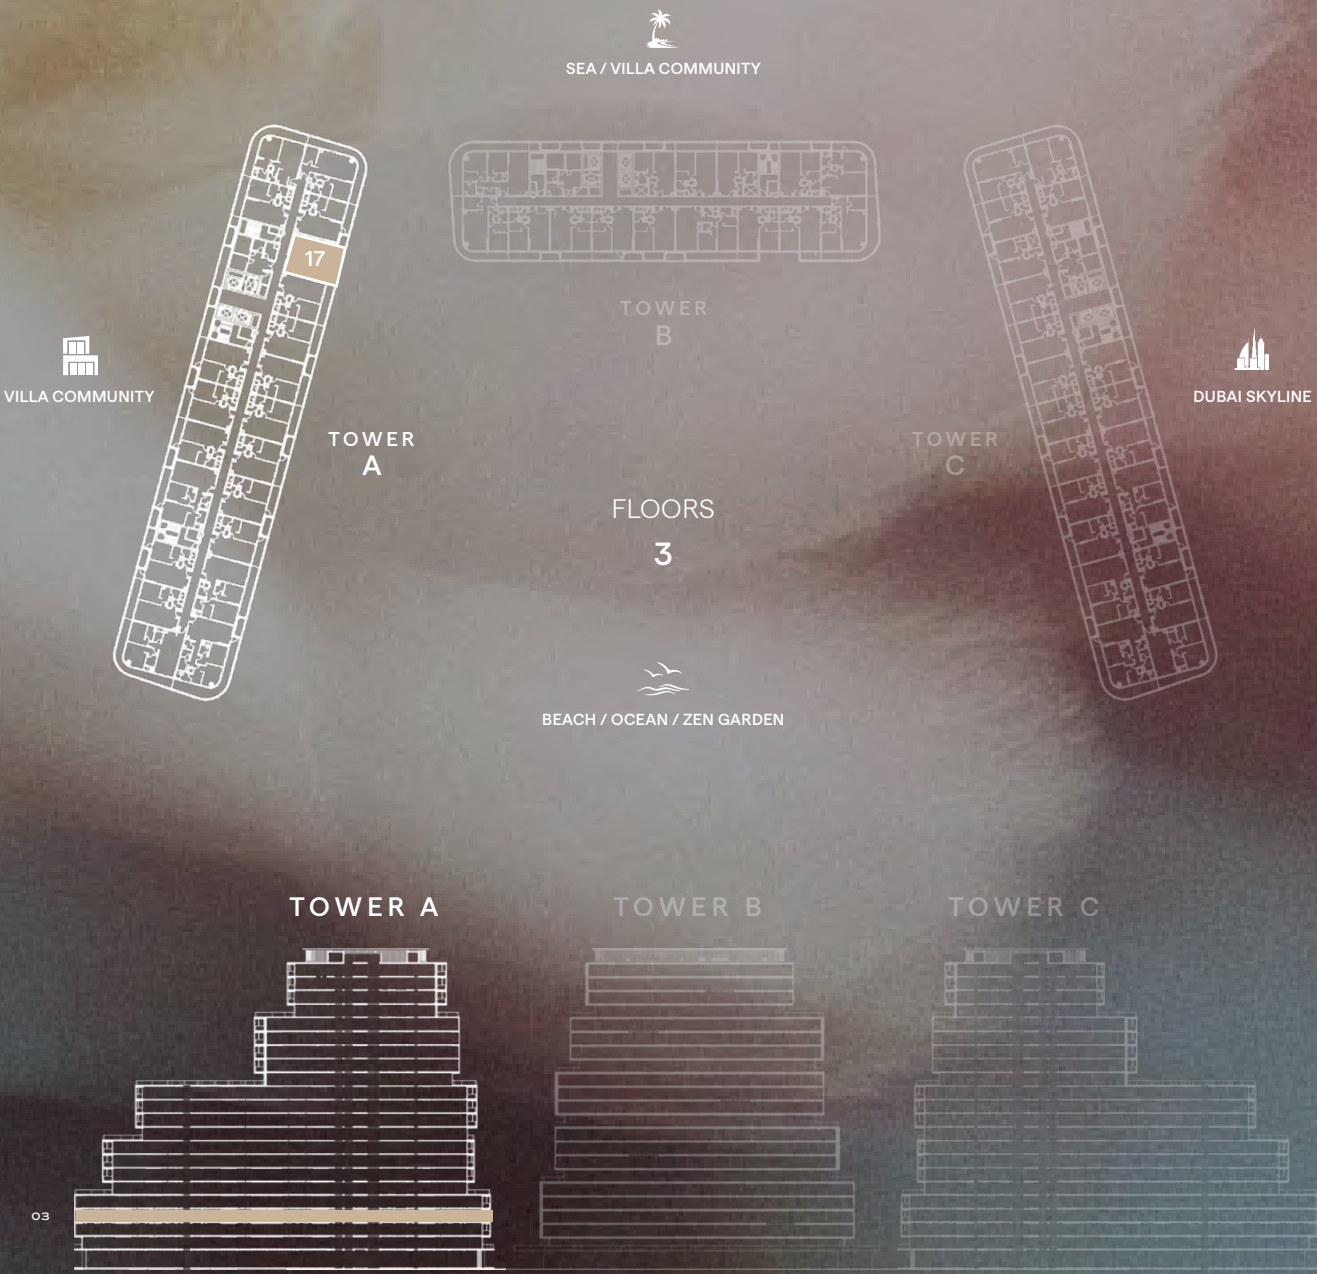 SEA / VILLA COMMUNITY
17
TOWER
B
VILLA COMMUNITY
DUBAI SKYLINE
TOWER
A
TOWER
C
FLOORS
3
BEACH / OCEAN / ZEN GARDEN
TOWER A
TOWER B
TOWER C
03